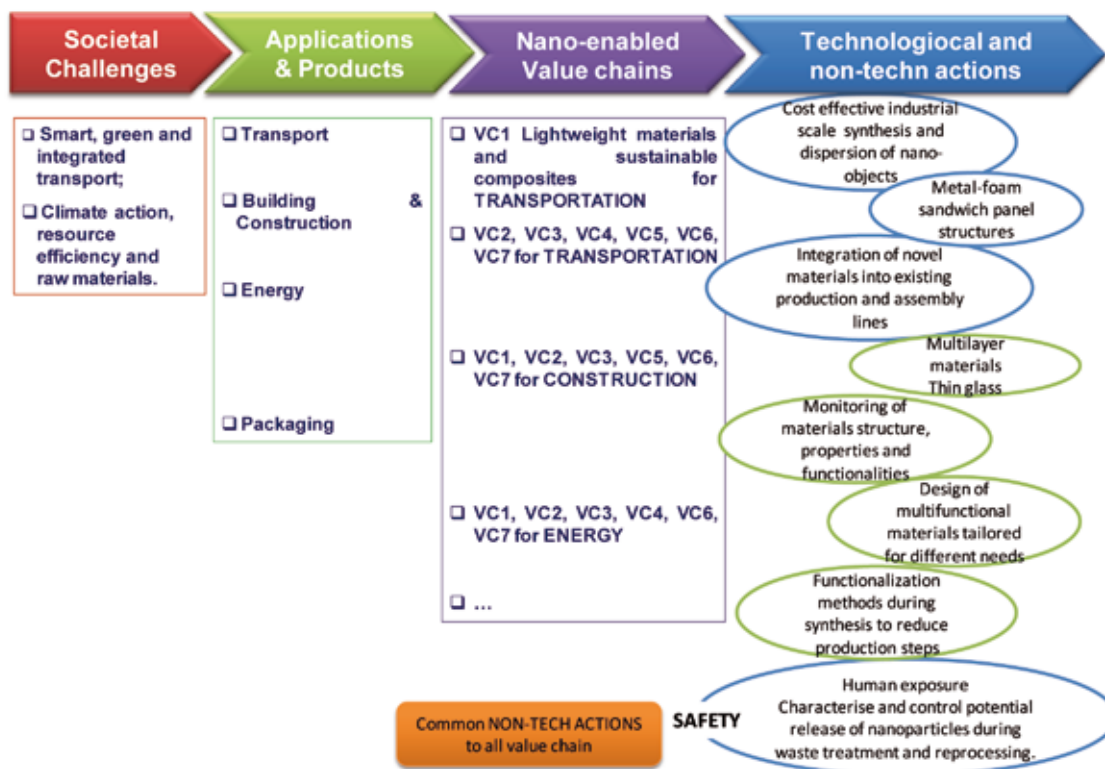 Societal
Challenges
Applications
& Products
Nano-enabled
Value chains
Technologiocal and
non-techn actions
❑ Smart, green and
integrated
transport;
❑ Climate action,
resource
efficiency and
raw materials.
❑ Transport
❑ Building &
Construction
❑ Energy
❑ Packaging
❑ VC1 Lightweight materials
and sustainable
composites for
TRANSPORTATION
❑ VC2, VC3, VC4, VC5, VC6,
VC7 for TRANSPORTATION
❑ VC1, VC2, VC3, VC5, VC6,
VC7 for CONSTRUCTION
❑ VC1, VC2, VC3, VC4, VC6,
VC7 for ENERGY
❑ ...
Cost effective industrial
scale synthesis and
dispersion of nano-
objects
Metal-foam
sandwich panel
structures
Integration of novel
materials into existing
production and assembly
lines
Multilayer
materials
Thin glass
Monitoring of
materials structure,
properties and
functionalities
Design of
multifunctional
materials tailored
for different needs
Functionalization
methods during
synthesis to reduce
production steps
Common NON-TECH ACTIONS
to all value chain
SAFETY
Human exposure
Characterise and control potential
release of nanoparticles during
waste treatment and reprocessing.